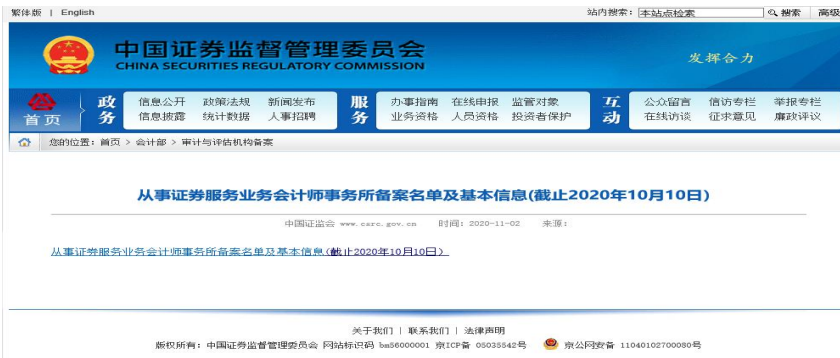 繁体版 | English 站内搜索： 本站点检索 搜索 高级
中国证券监督管理委员会
CHINA SECURITIES REGULATORY COMMISSION
发挥合力
首页 政务 信息公开 政策法规 新闻发布 服务 办事指南 在线申报 监管对象 互动 公众留言 信访专栏 举报专栏
信息披露 统计数据 人事招聘 业务资格 人员资格 投资者保护 在线访谈 征求意见 廉政评议
您的位置：首页 > 会计部 > 审计与评估机构备案
从事证券服务业务会计师事务所备案名单及基本信息(截止2020年10月10日)
中国证监会 www.csrc.gov.cn 时间：2020-11-02 来源：
从事证券服务业务会计师事务所备案名单及基本信息(截止2020年10月10日)
关于我们 | 联系我们 | 法律声明
版权所有：中国证券监督管理委员会 网站标识码 bm56000001 京ICP备 05035542号 京公网安备 11040102700080号